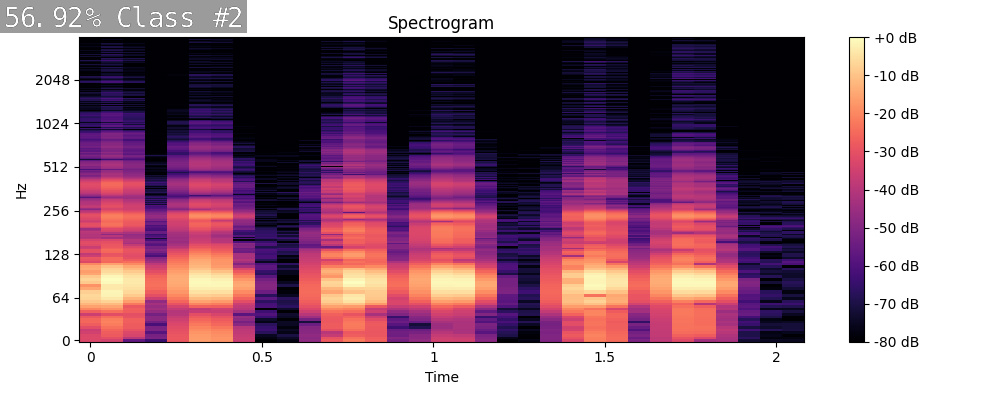 56.92% Class #2
Spectrogram
Hz
2048
1024
512
256
128
64
0
0
0.5
1
1.5
2
Time
+0 dB
-10 dB
-20 dB
-30 dB
-40 dB
-50 dB
-60 dB
-70 dB
-80 dB